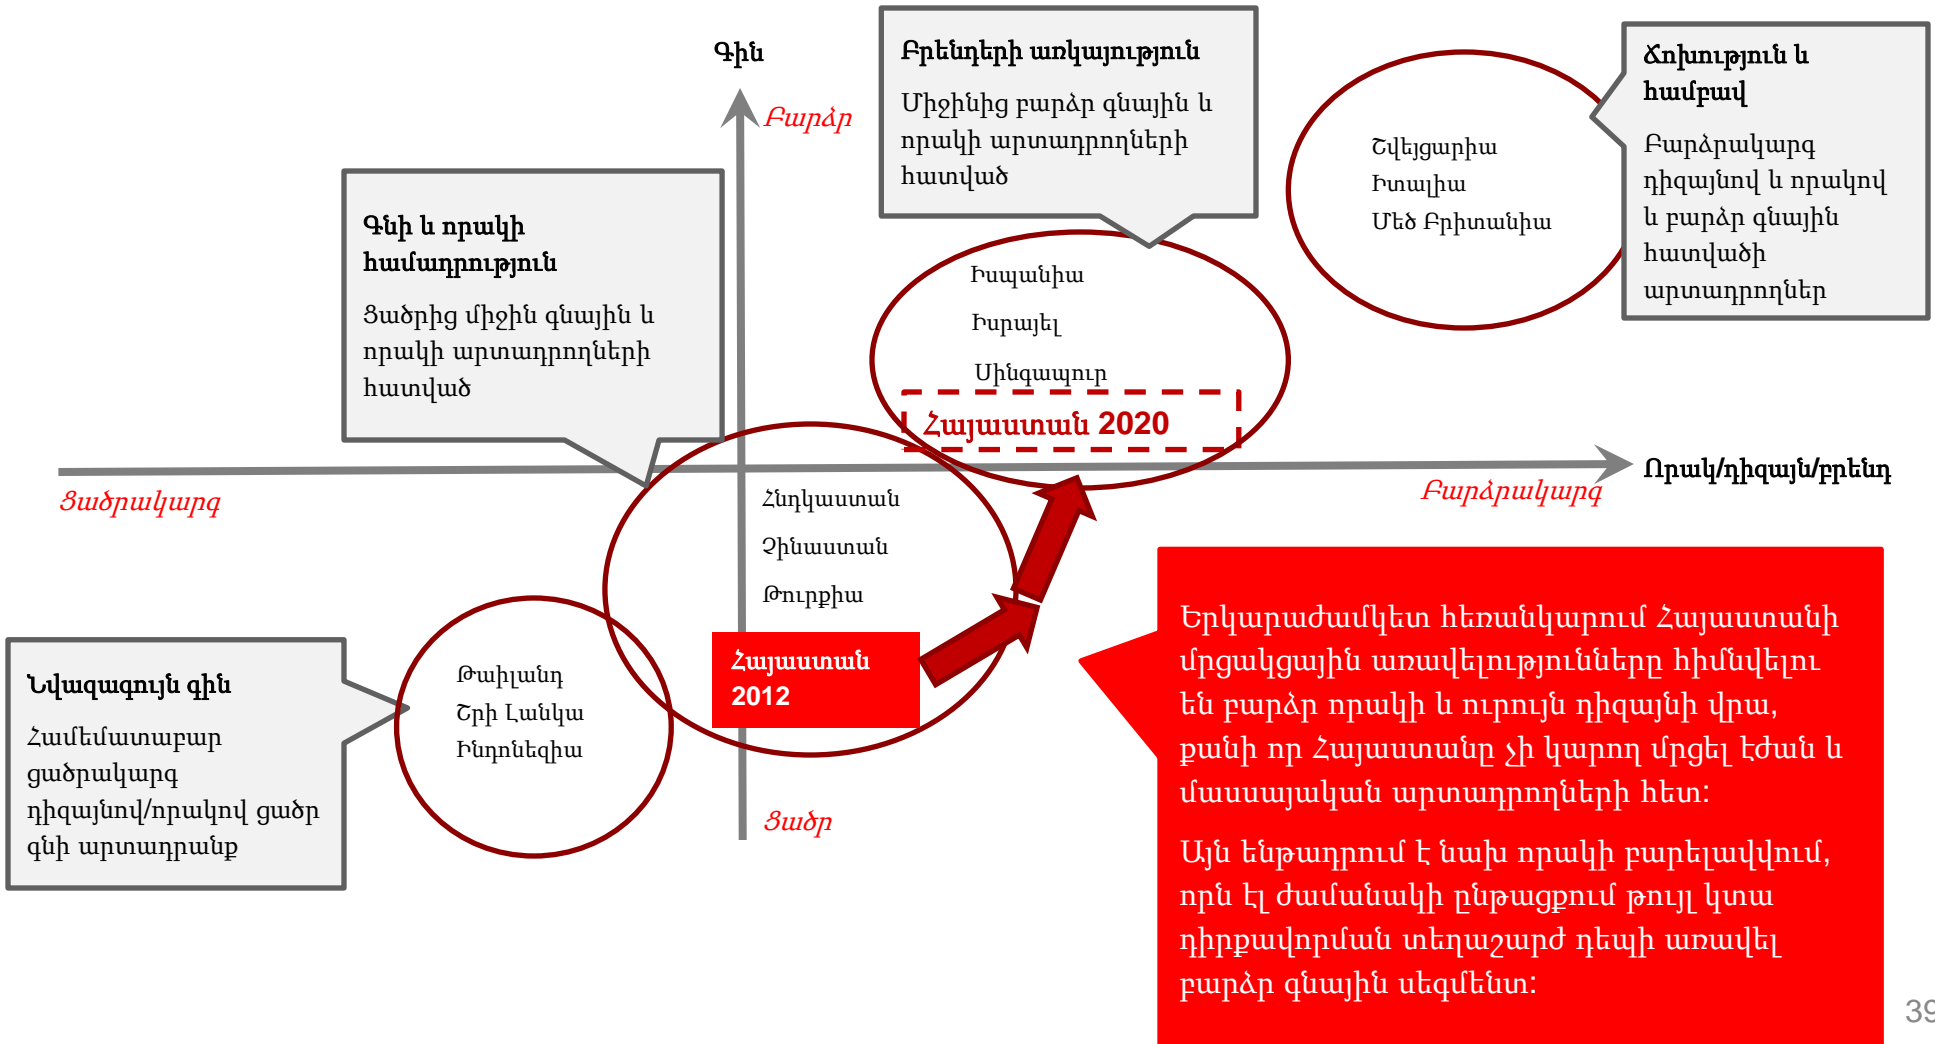 Գին
Բարձր
Բրենդերի առկայություն
Միջինից բարձր գնային և
որակի արտադրողների
հատված
Ճոխություն և
համբավ
Բարձրակարգ
դիզայնով և որակով
և բարձր գնային
հատվածի
արտադրողներ
Շվեյցարիա
Իտալիա
Մեծ Բրիտանիա
Գնի և որակի
համադրություն
Ցածրից միջին գնային և
որակի արտադրողների
հատված
Իսպանիա
Իսրայել
Սինգապուր
Հայաստան 2020
Ցածրակարգ
Բարձրակարգ
Որակ/դիզայն/բրենդ
Հնդկաստան
Չինաստան
Թուրքիա
Հայաստան
2012
Նվազագույն գին
Համեմատաբար
ցածրակարգ
դիզայնով/որակով ցածր
գնի արտադրանք
Թաիլանդ
Շրի Լանկա
Ինդոնեզիա
Ցածր
Երկարաժամկետ հեռանկարում Հայաստանի
մրցակցային առավելությունները հիմնվելու
են բարձր որակի և ուրույն դիզայնի վրա,
քանի որ Հայաստանը չի կարող մրցել էժան և
մասսայական արտադրողների հետ:
Այն ենթադրում է նախ որակի բարելավվում,
որն էլ ժամանակի ընթացքում թույլ կտա
դիրքավորման տեղաշարժ դեպի առավել
բարձր գնային սեգմենտ:
39